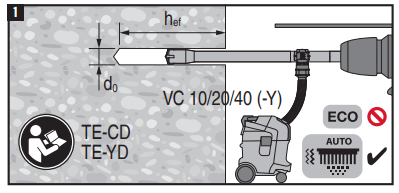 1
hef
d0
VC 10/20/40 (-Y)
TE-CD
TE-YD
ECO
AUTO